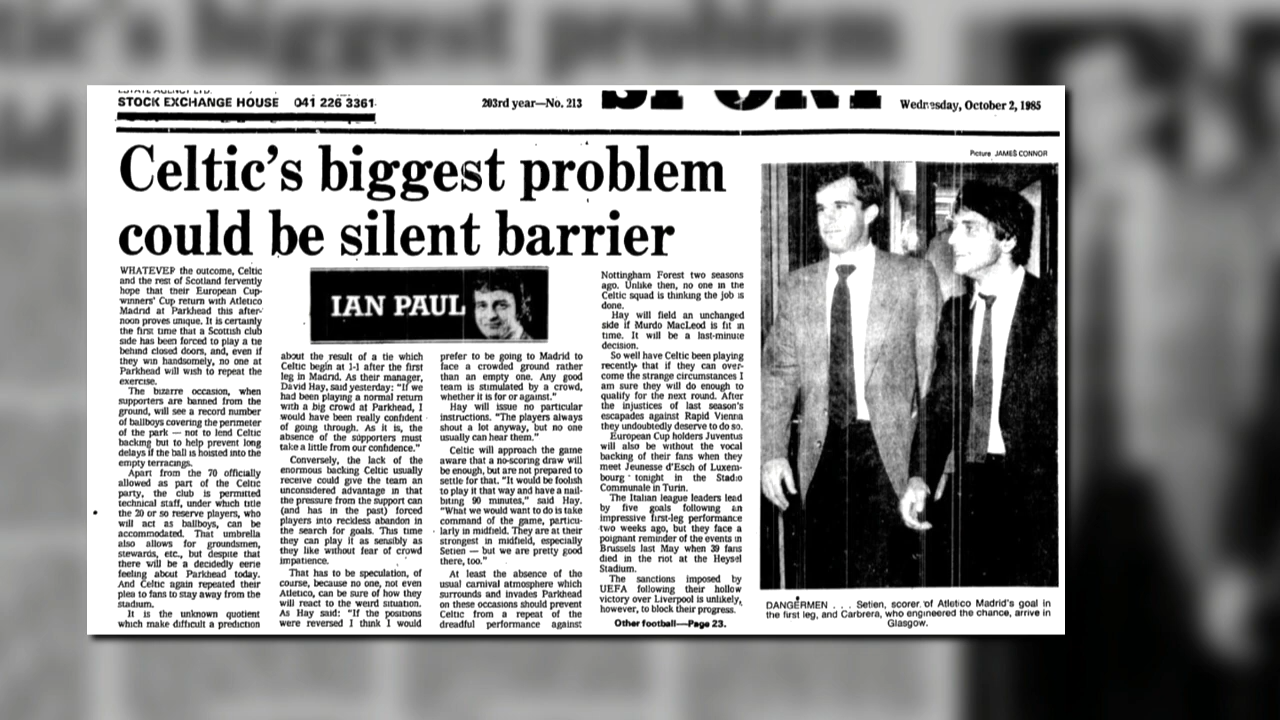 STOCK EXCHANGE HOUSE 041 226 3361
203rd year—No. 213
SPORT
Wednesday, October 2, 1985
Celtic's biggest problem
could be silent barrier
Picture JAMES CONNOR
WHATEVER the outcome, Celtic
and the rest of Scotland fervently
hope that their European Cup-
winners' Cup return with Atletico
Madrid at Parkhead this after-
noon proves unique. It is certainly
the first time that a Scottish club
side has been forced to play a tie
behind closed doors, and, even if
they win handsomely, no one at
Parkhead will wish to repeat the
exercise.
The bizarre occasion, when
supporters are banned from the
ground, will see a record number
of ballboys covering the perimeter
of the park — not to lend Celtic
backing but to help prevent long
delays if the ball is hoisted into the
empty terracings.
Apart from the 70 officially
allowed as part of the Celtic
party, the club is permitted
technical staff, under which title
the 20 or so reserve players, who
will act as ballboys, can be
accommodated. That umbrella
also allows for groundsmen,
stewards, etc., but despite that
there will be a decidedly eerie
feeling about Parkhead today.
And Celtic again repeated their
plea to fans to stay away from the
stadium.
It is the unknown quotient
which make difficult a prediction
IAN PAUL
about the result of a tie which
Celtic begin at 1-1 after the first
leg in Madrid. As their manager,
David Hay, said yesterday: "If we
had been playing a normal return
with a big crowd at Parkhead, I
would have been really confident
of going through. As it is, the
absence of the supporters must
take a little from our confidence."
Conversely, the lack of the
enormous backing Celtic usually
receive could give the team an
unconsidered advantage in that
the pressure from the support can
(and has in the past) forced
players into reckless abandon in
the search for goals. This time
they can play it as sensibly as
they like without fear of crowd
impatience.
That has to be speculation, of
course, because no one, not even
Atletico, can be sure of how they
will react to the weird situation.
As Hay said: "If the positions
were reversed I think I would
prefer to be going to Madrid to
face a crowded ground rather
than an empty one. Any good
team is stimulated by a crowd,
whether it is for or against."
Hay will issue no particular
instructions. "The players always
shout a lot anyway, but no one
usually can hear them."
Celtic will approach the game
aware that a no-scoring draw will
be enough, but are not prepared to
settle for that. "It would be foolish
to play it that way and have a nail-
biting 90 minutes," said Hay.
"What we would want to do is take
command of the game, particu-
larly in midfield. They are at their
strongest in midfield, especially
Setien — but we are pretty good
there, too."
At least the absence of the
usual carnival atmosphere which
surrounds and invades Parkhead
on these occasions should prevent
Celtic from a repeat of the
dreadful performance against
Nottingham Forest two seasons
ago. Unlike then, no one in the
Celtic squad is thinking the job is
done.
Hay will field an unchanged
side if Murdo MacLeod is fit in
time. It will be a last-minute
decision.
So well have Celtic been playing
recently that if they can over-
come the strange circumstances I
am sure they will do enough to
qualify for the next round. After
the injustices of last season's
escapades against Rapid Vienna
they undoubtedly deserve to do so.
European Cup holders Juventus
will also be without the vocal
backing of their fans when they
meet Jeunesse d'Esch of Luxem-
bourg tonight in the Stadio
Communale in Turin.
The Italian league leaders lead
by five goals following an
impressive first-leg performance
two weeks ago, but they face a
poignant reminder of the events in
Brussels last May when 39 fans
died in the riot at the Heysel
Stadium.
The sanctions imposed by
UEFA following their hollow
victory over Liverpool is unlikely,
however, to block their progress.
Other football—Page 23.
DANGERMEN . . . Setien, scorer of Atletico Madrid's goal in
the first leg, and Carbrera, who engineered the chance, arrive in
Glasgow.